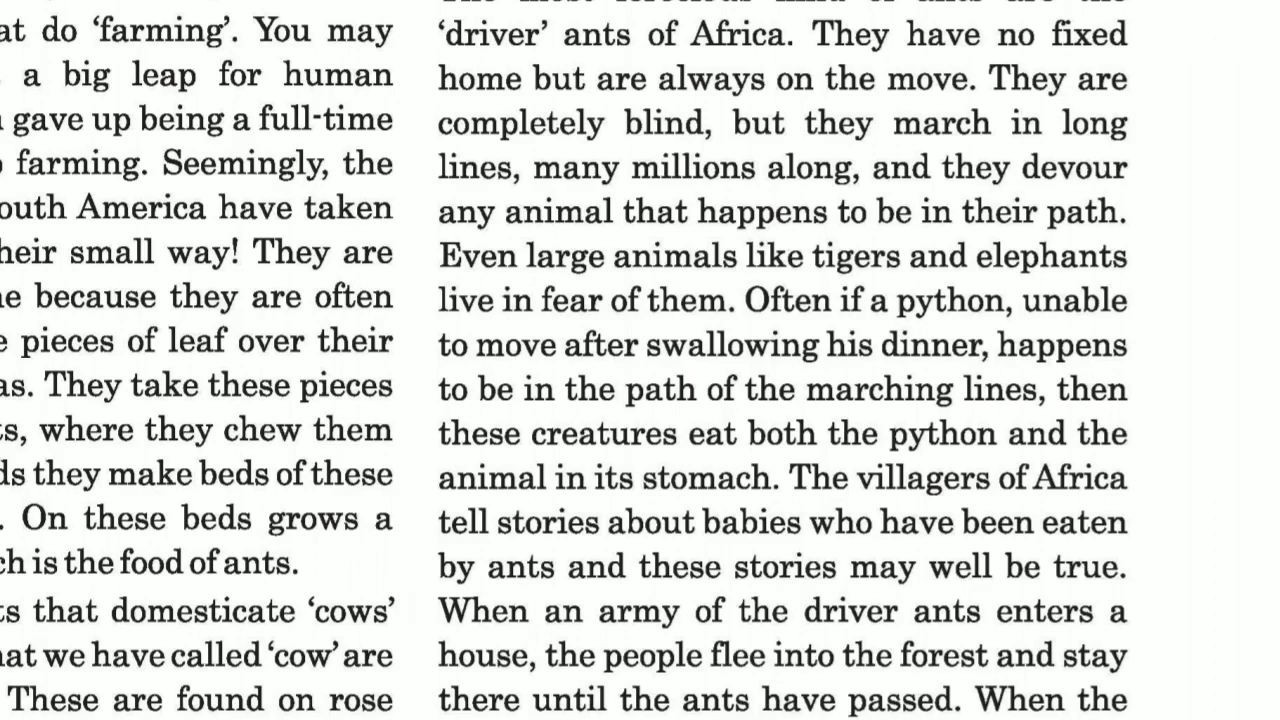 at do ‘farming’. You may
a big leap for human
gave up being a full-time
farming. Seemingly, the
outh America have taken
heir small way! They are
e because they are often
pieces of leaf over their
as. They take these pieces
s, where they chew them
ds they make beds of these
. On these beds grows a
ch is the food of ants.
ts that domesticate ‘cows’
hat we have called ‘cow’ are
These are found on rose
The most ferocious kind of ants are the
‘driver’ ants of Africa. They have no fixed
home but are always on the move. They are
completely blind, but they march in long
lines, many millions along, and they devour
any animal that happens to be in their path.
Even large animals like tigers and elephants
live in fear of them. Often if a python, unable
to move after swallowing his dinner, happens
to be in the path of the marching lines, then
these creatures eat both the python and the
animal in its stomach. The villagers of Africa
tell stories about babies who have been eaten
by ants and these stories may well be true.
When an army of the driver ants enters a
house, the people flee into the forest and stay
there until the ants have passed. When the